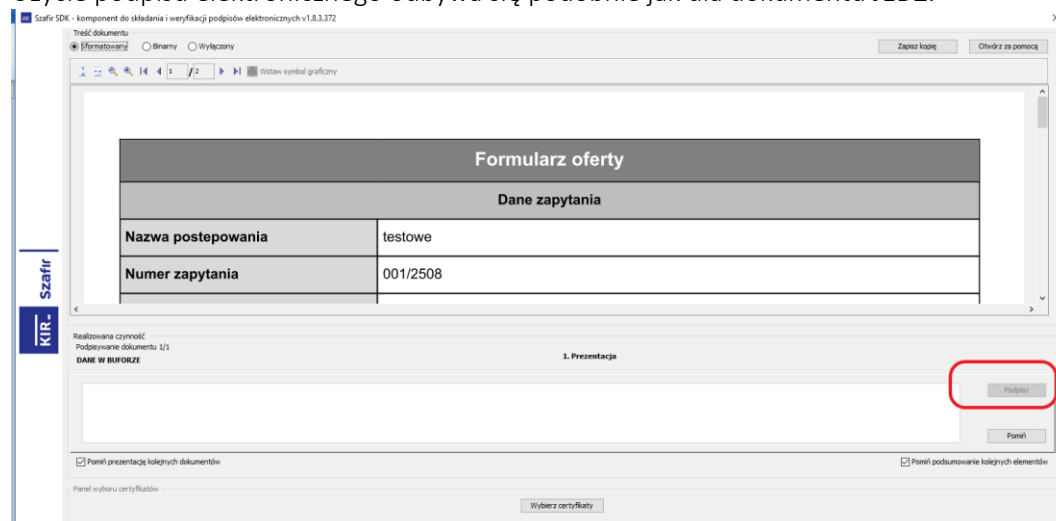 Użycie podpisu elektronicznego odbywa się podobnie jak dla dokumentu JEDZ.
Szafir SDK - komponent do składania i weryfikacji podpisów elektronicznych v1.8.3.372
Treść dokumentu
Sformatowany Binarny Wyłączony Zapisz kopię Otwórz za pomocą
1 / 2 Wstaw symbol graficzny
Formularz oferty
Dane zapytania
Nazwa postepowania testowe
Numer zapytania 001/2508
KIR Szafir
Realizowana czynność
Podpisywanie dokumentu 1/1
DANE W BUFORZE 1. Prezentacja
Podpisz
Pomiń
Pomiń prezentację kolejnych dokumentów Pomiń podsumowanie kolejnych elementów
Panel wyboru certyfikatów
Wybierz certyfikaty